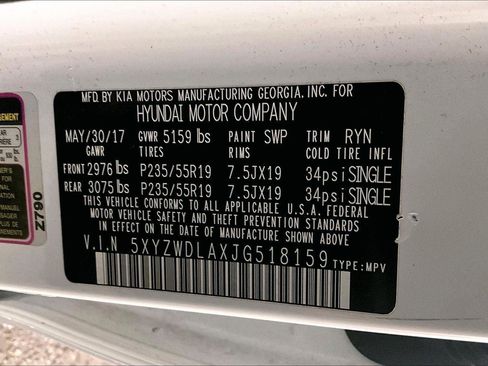 MFD. BY KIA MOTORS MANUFACTURING GEORGIA. INC. FOR
HYUNDAI MOTOR COMPANY
MAY/30/17 GVWR 5159 lbs PAINT SWP TRIM RYN
GAWR TIRES RIMS COLD TIRE INFL
FRONT 2976 lbs P235/55R19 7.5JX19 34psi SINGLE
REAR 3075 lbs P235/55R19 7.5JX19 34psi SINGLE
THIS VEHICLE CONFORMS TO ALL APPLICABLE U.S.A. FEDERAL
MOTOR VEHICLE SAFETY AND THEFT PREVENTION STANDARDS
IN EFFECT ON THE DATE OF MANUFACTURE SHOWN ABOVE.
V.I.N 5XYZWDLAXJG518159 TYPE: MPV
Z790